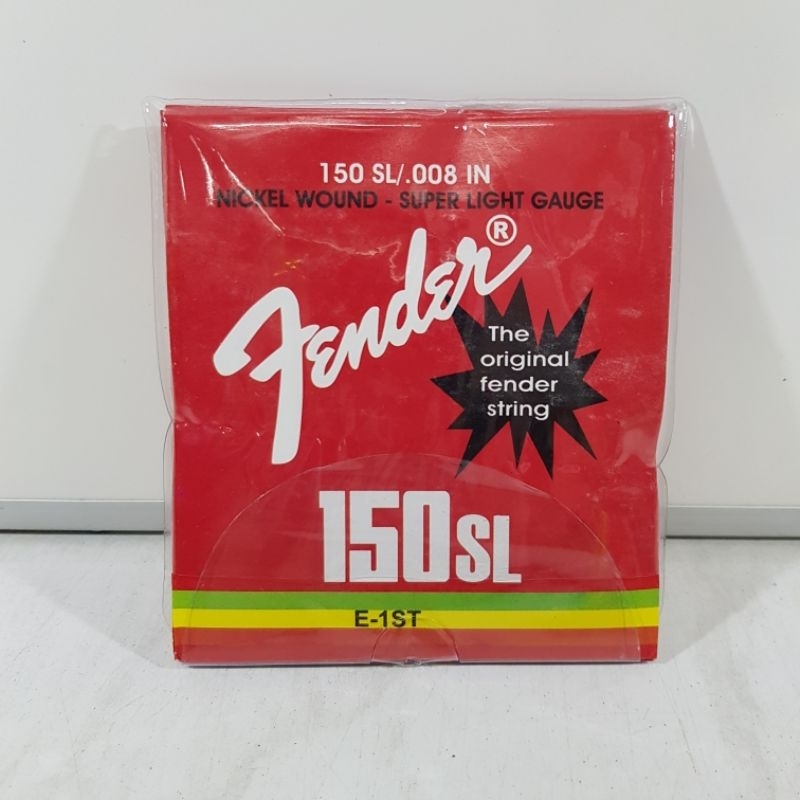 150 SL/.008 IN
NICKEL WOUND - SUPER LIGHT GAUGE
Fender®
The
original
fender
string
150SL
E-1ST